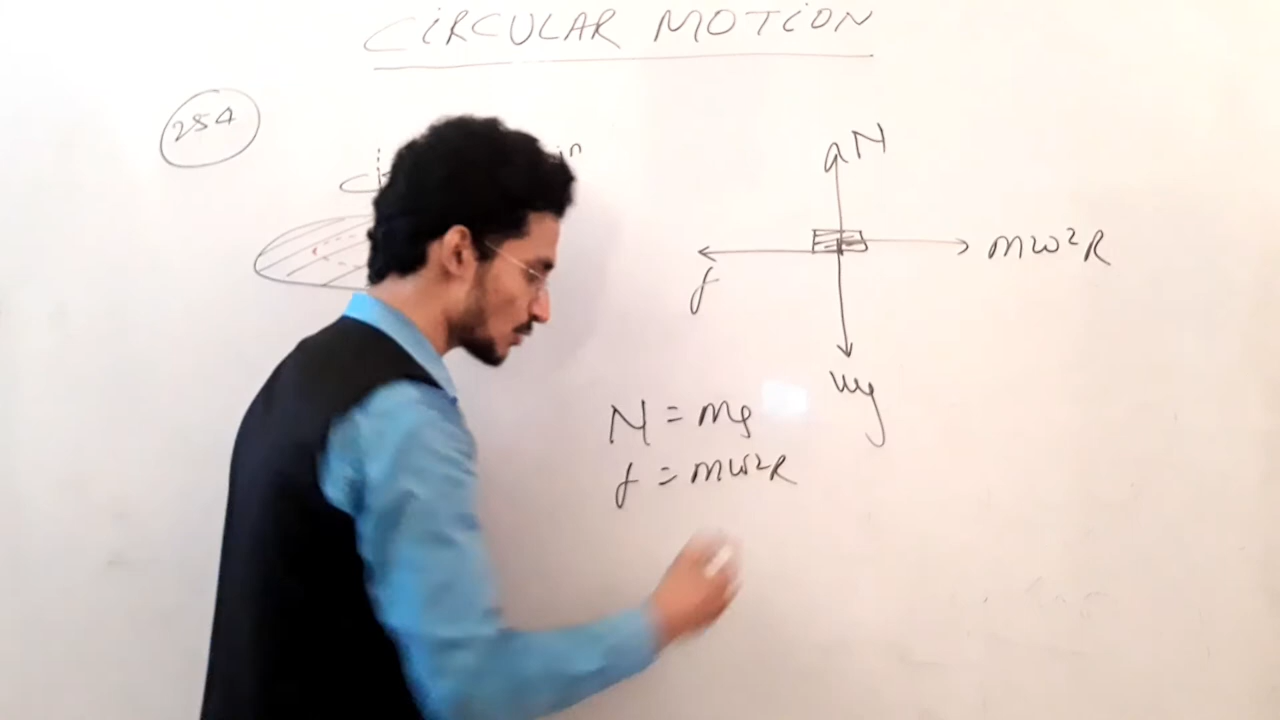 CIRCULAR MOTION
254
N
mω²R
f
mg
N = mg
f = mω²R